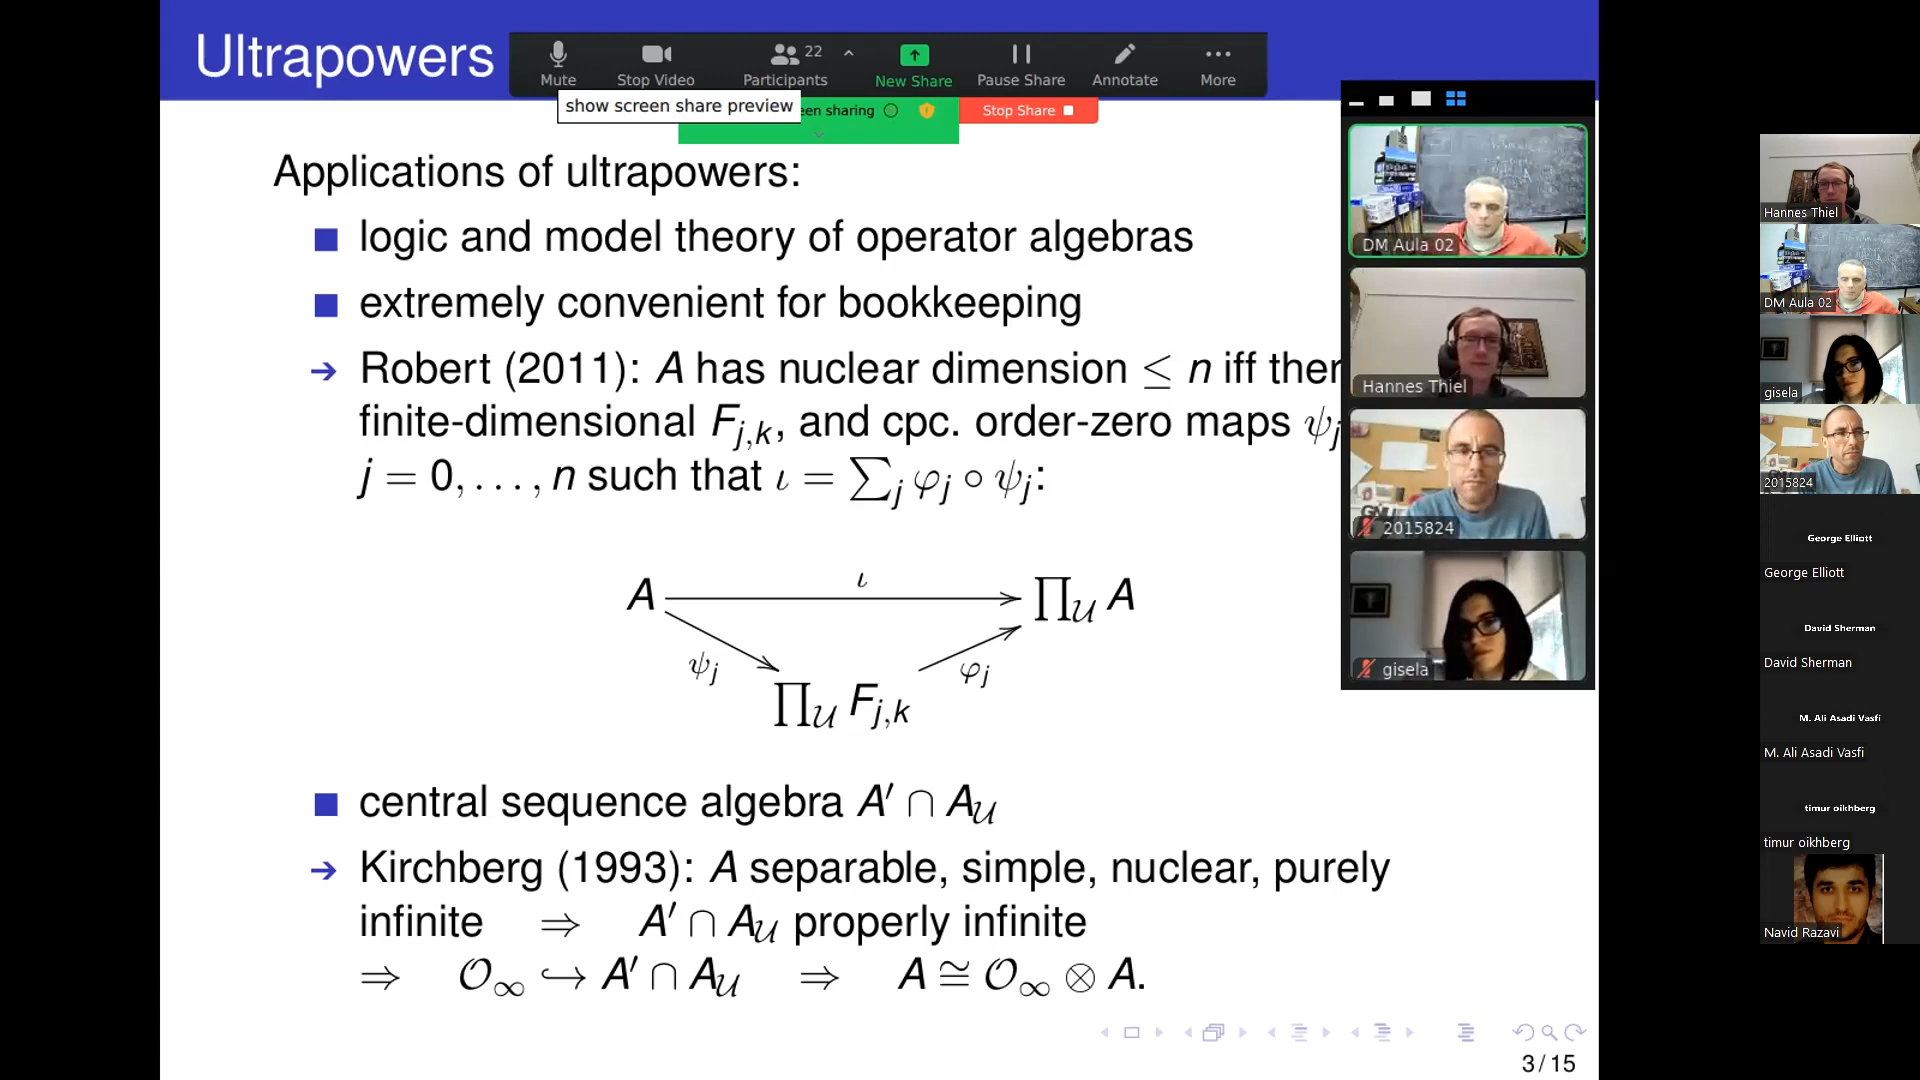 Ultrapowers
Mute
Stop Video
Participants
22
New Share
Pause Share
Annotate
More
show screen share preview
sharing
Stop Share
Applications of ultrapowers:
logic and model theory of operator algebras
extremely convenient for bookkeeping
→ Robert (2011): A has nuclear dimension ≤ n iff
finite-dimensional F_{j,k}, and cpc. order-zero maps ψ_j
j = 0, . . . , n such that ι = ∑_j φ_j ∘ ψ_j:
A ι ∏_𝒰 A
ψ_j φ_j
∏_𝒰 F_{j,k}
central sequence algebra A′ ∩ A_𝒰
→ Kirchberg (1993): A separable, simple, nuclear, purely
infinite ⇒ A′ ∩ A_𝒰 properly infinite
⇒ 𝒪_∞ ↪ A′ ∩ A_𝒰 ⇒ A ≅ 𝒪_∞ ⊗ A.
3 / 15
DM Aula 02
Hannes Thiel
2015824
gisela
Hannes Thiel
DM Aula 02
gisela
2015824
George Elliott
George Elliott
David Sherman
David Sherman
M. Ali Asadi Vasfi
M. Ali Asadi Vasfi
timur oikhberg
timur oikhberg
Navid Razavi